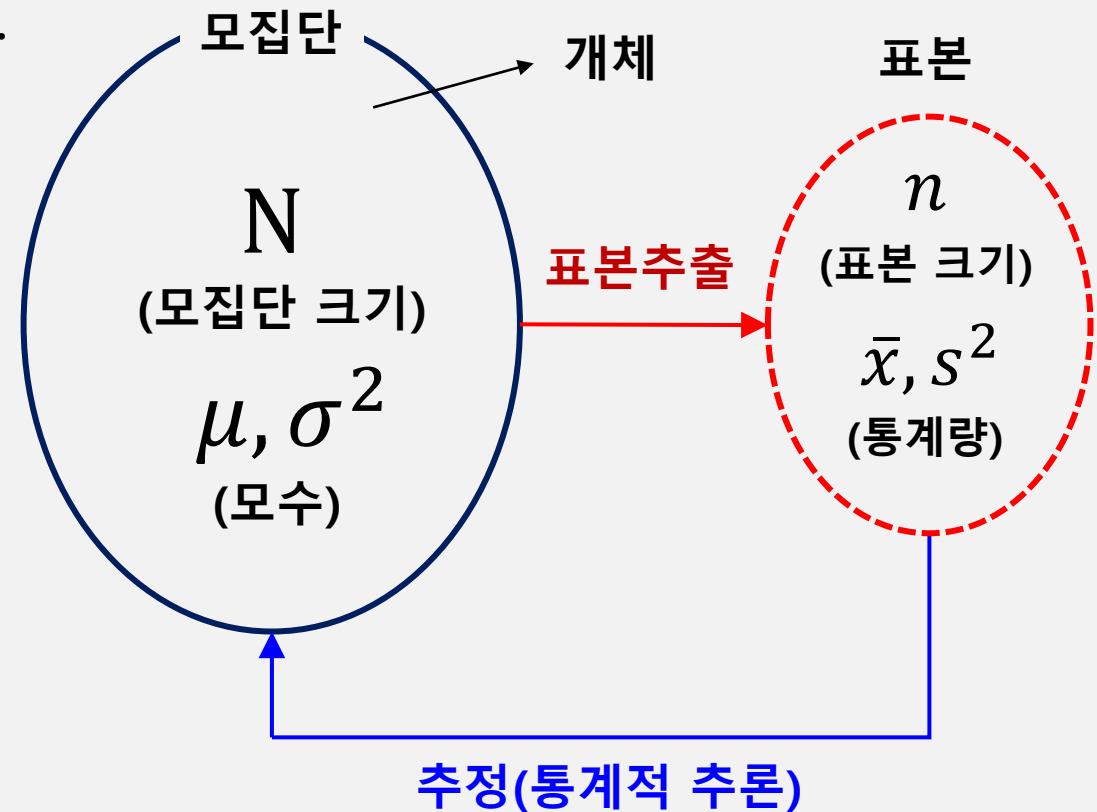 모집단
개체
표본
N
(모집단 크기)
μ, σ²
(모수)
표본추출
n
(표본 크기)
x̄, s²
(통계량)
추정(통계적 추론)